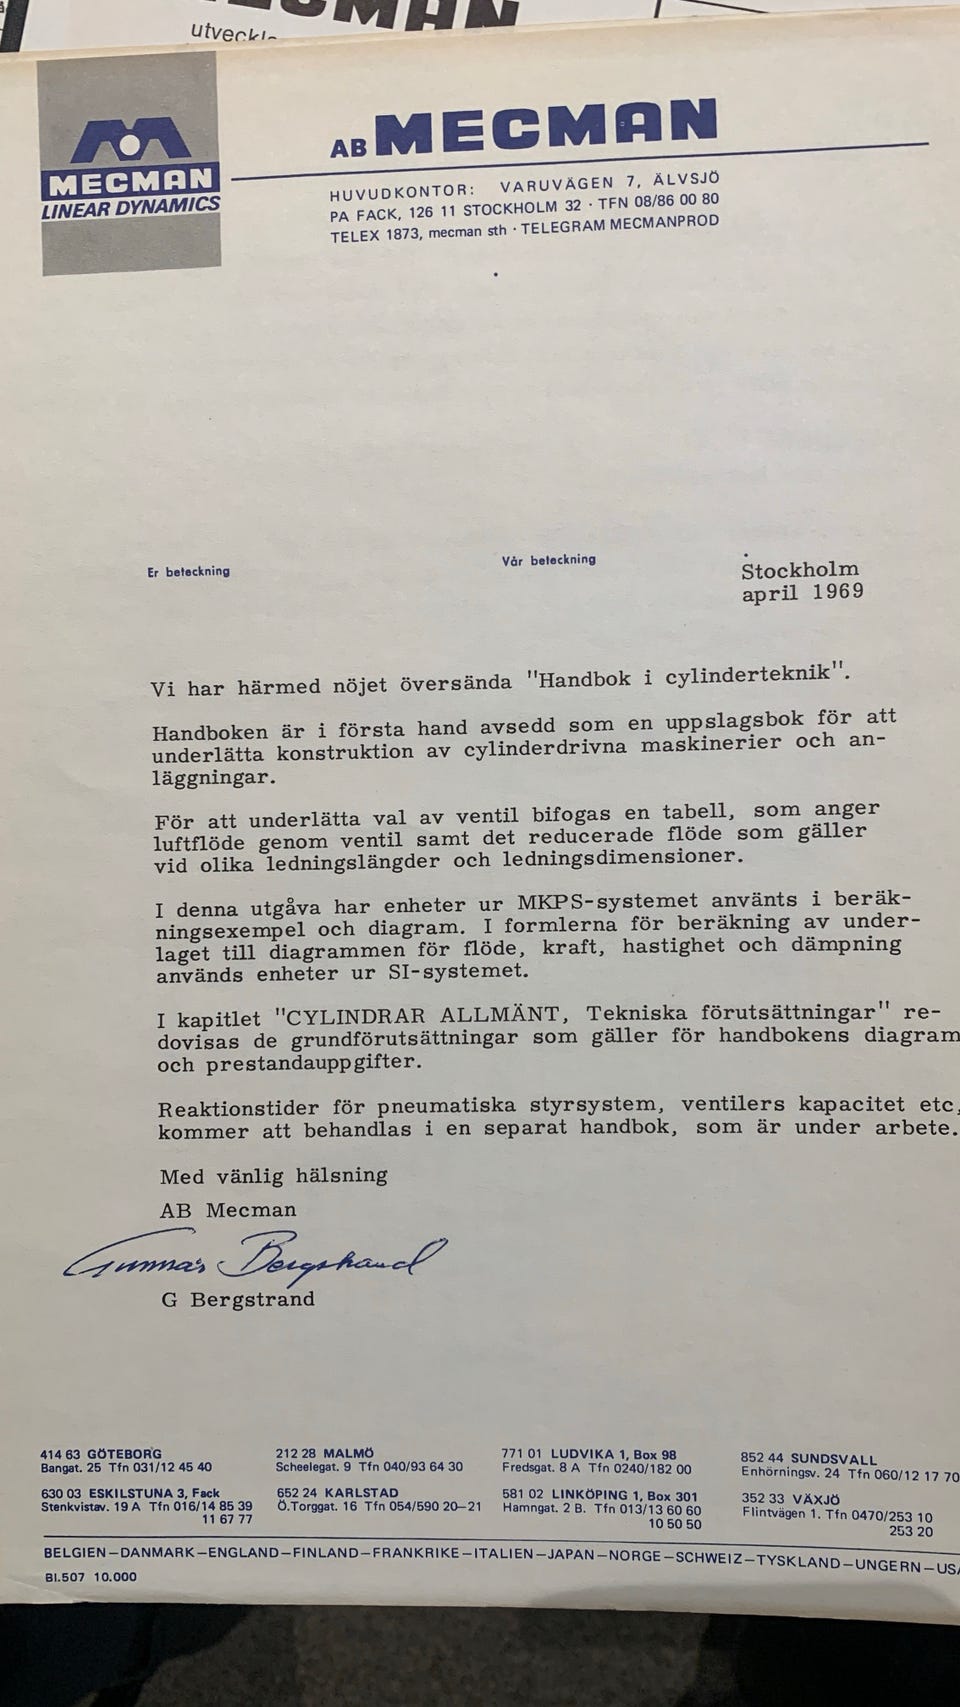 utveckl
MECMAN
LINEAR DYNAMICS
AB MECMAN
HUVUDKONTOR: VARUVÄGEN 7, ÄLVSJÖ
PA FACK, 126 11 STOCKHOLM 32 · TFN 08/86 00 80
TELEX 1873, mecman sth · TELEGRAM MECMANPROD
Er beteckning
Vår beteckning
Stockholm
april 1969
Vi har härmed nöjet översända "Handbok i cylinderteknik".
Handboken är i första hand avsedd som en uppslagsbok för att
underlätta konstruktion av cylinderdrivna maskinerier och an-
läggningar.
För att underlätta val av ventil bifogas en tabell, som anger
luftflöde genom ventil samt det reducerade flöde som gäller
vid olika ledningslängder och ledningsdimensioner.
I denna utgåva har enheter ur MKPS-systemet använts i beräk-
ningsexempel och diagram. I formlerna för beräkning av under-
laget till diagrammen för flöde, kraft, hastighet och dämpning
används enheter ur SI-systemet.
I kapitlet "CYLINDRAR ALLMÄNT, Tekniska förutsättningar" re-
dovisas de grundförutsättningar som gäller för handbokens diagram
och prestandauppgifter.
Reaktionstider för pneumatiska styrsystem, ventilers kapacitet etc,
kommer att behandlas i en separat handbok, som är under arbete.
Med vänlig hälsning
AB Mecman
Gunnar Bergstrand
G Bergstrand
414 63 GÖTEBORG
Bangat. 25 Tfn 031/12 45 40
630 03 ESKILSTUNA 3, Fack
Stenkvistav. 19 A Tfn 016/14 85 39
11 67 77
212 28 MALMÖ
Scheelegat. 9 Tfn 040/93 64 30
652 24 KARLSTAD
Ö.Torggat. 16 Tfn 054/590 20–21
771 01 LUDVIKA 1, Box 98
Fredsgat. 8 A Tfn 0240/182 00
581 02 LINKÖPING 1, Box 301
Hamngat. 2 B. Tfn 013/13 60 60
10 50 50
852 44 SUNDSVALL
Enhörningsv. 24 Tfn 060/12 17 70
352 33 VÄXJÖ
Flintvägen 1. Tfn 0470/253 10
253 20
BELGIEN–DANMARK–ENGLAND–FINLAND–FRANKRIKE–ITALIEN–JAPAN–NORGE–SCHWEIZ–TYSKLAND–UNGERN–USA
Bl.507 10.000